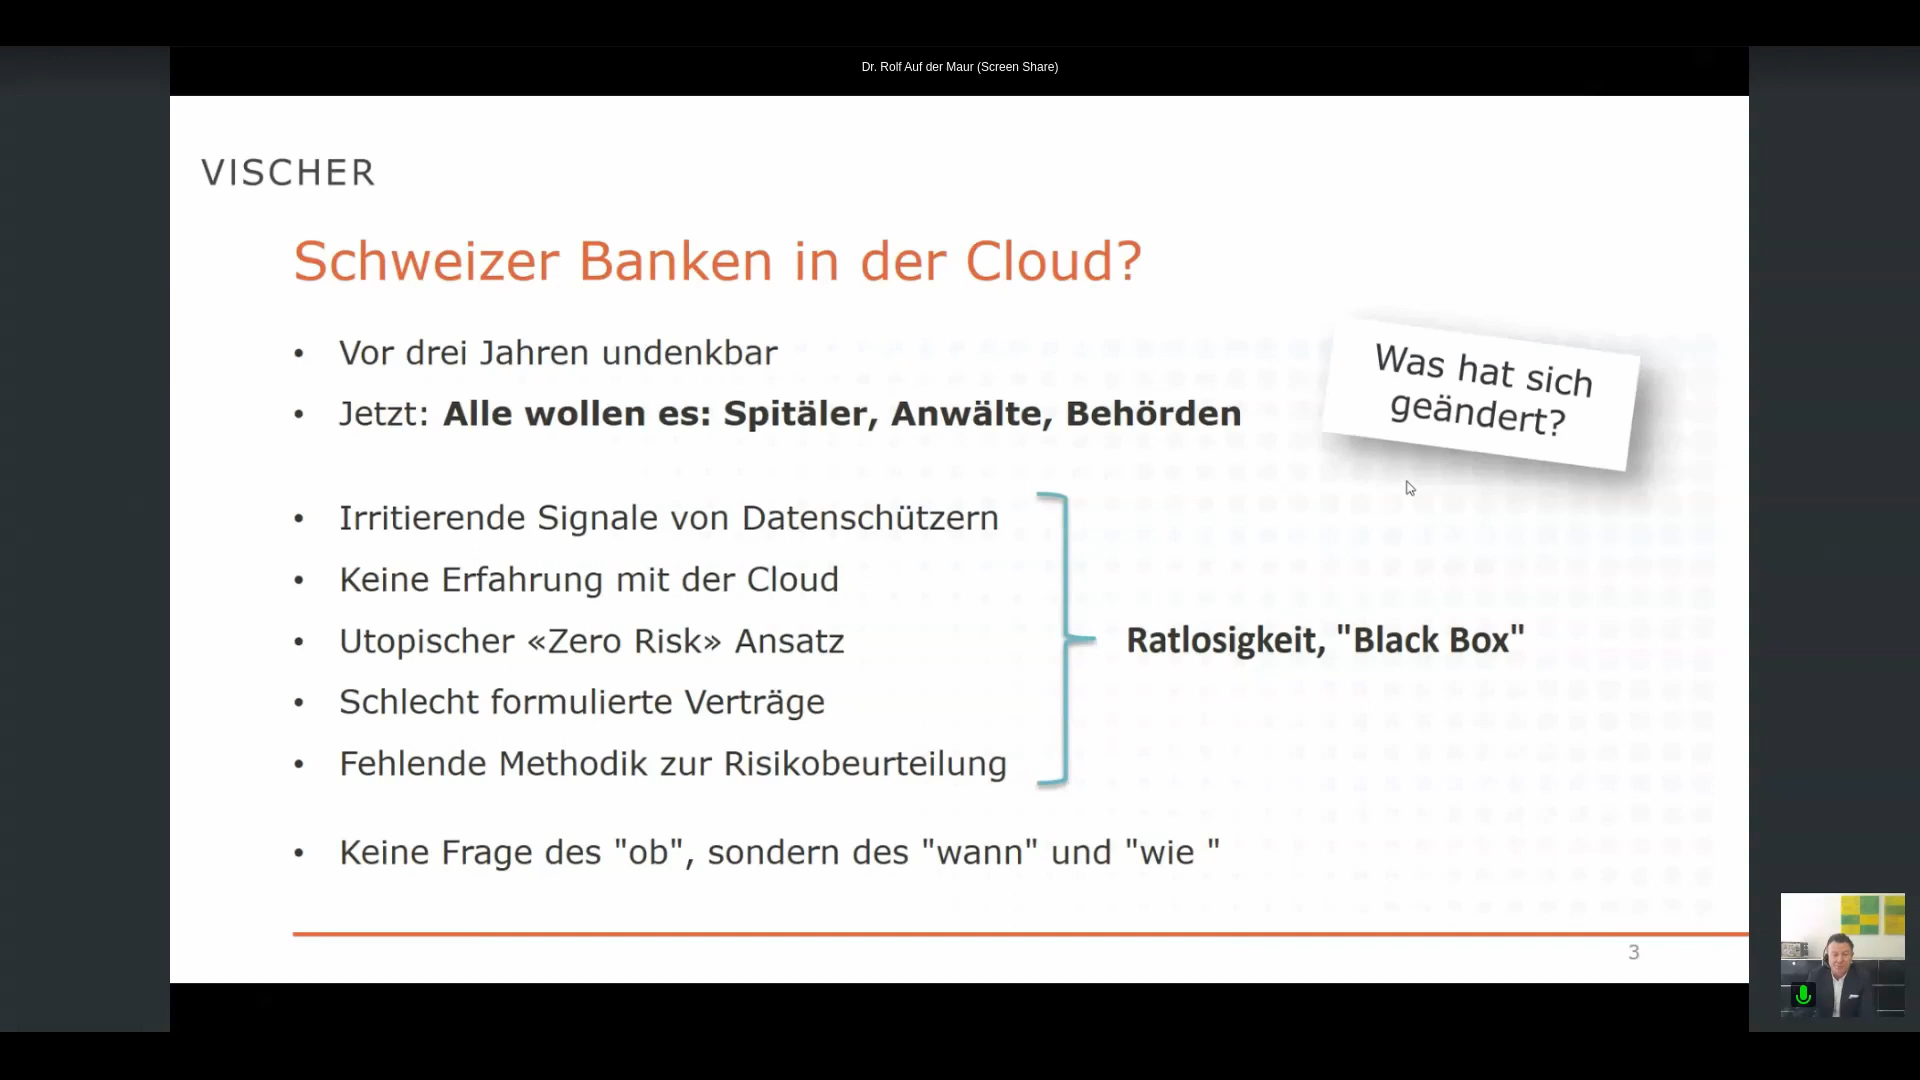 Dr. Rolf Auf der Maur (Screen Share)
VISCHER
Schweizer Banken in der Cloud?
• Vor drei Jahren undenkbar
• Jetzt: Alle wollen es: Spitäler, Anwälte, Behörden
Was hat sich
geändert?
• Irritierende Signale von Datenschützern
• Keine Erfahrung mit der Cloud
• Utopischer «Zero Risk» Ansatz
• Schlecht formulierte Verträge
• Fehlende Methodik zur Risikobeurteilung
Ratlosigkeit, "Black Box"
• Keine Frage des "ob", sondern des "wann" und "wie "
3